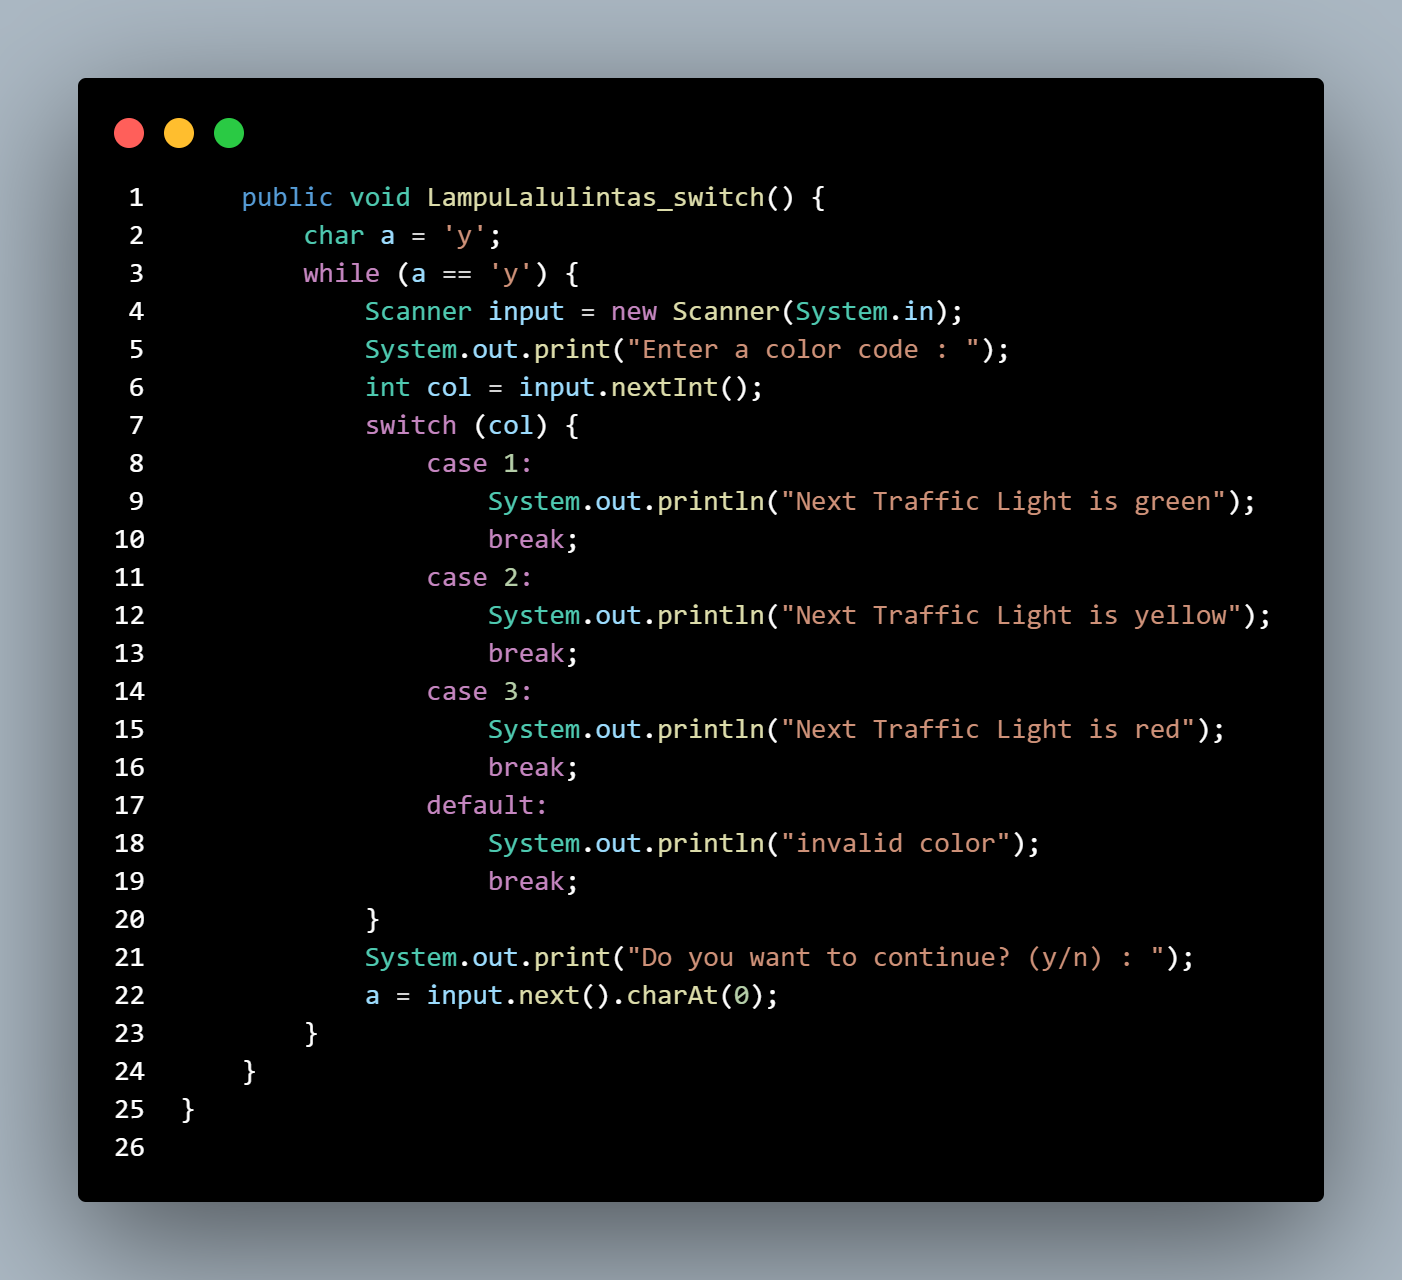 1     public void LampuLalulintas_switch() {
2         char a = 'y';
3         while (a == 'y') {
4             Scanner input = new Scanner(System.in);
5             System.out.print("Enter a color code : ");
6             int col = input.nextInt();
7             switch (col) {
8                 case 1:
9                     System.out.println("Next Traffic Light is green");
10                     break;
11                 case 2:
12                     System.out.println("Next Traffic Light is yellow");
13                     break;
14                 case 3:
15                     System.out.println("Next Traffic Light is red");
16                     break;
17                 default:
18                     System.out.println("invalid color");
19                     break;
20             }
21             System.out.print("Do you want to continue? (y/n) : ");
22             a = input.next().charAt(0);
23         }
24     }
25 }
26